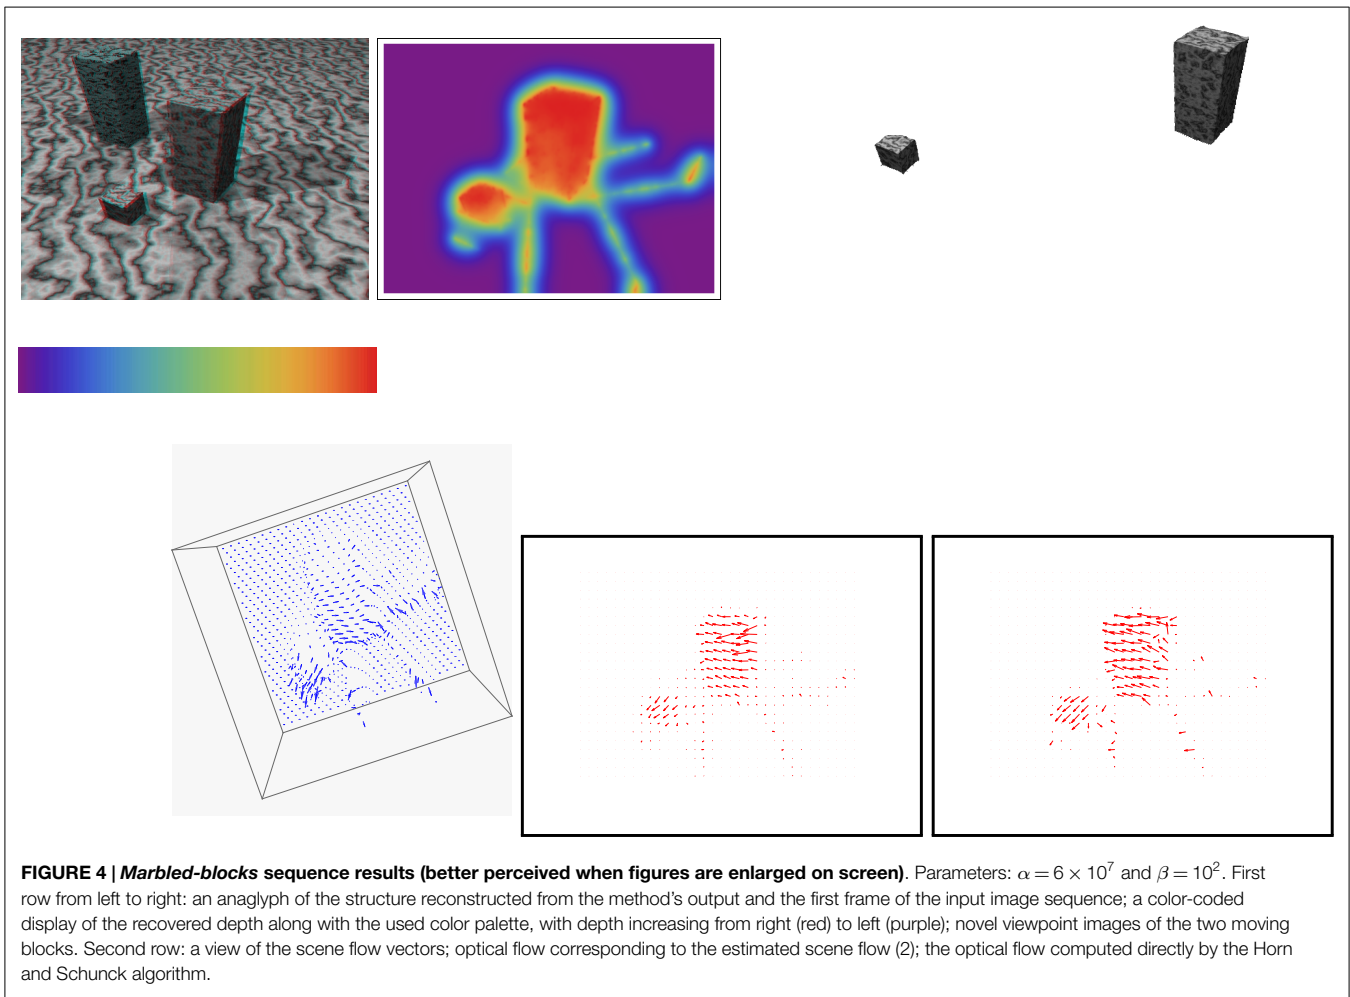 FIGURE 4 | Marbled-blocks sequence results (better perceived when figures are enlarged on screen). Parameters: α = 6 × 10⁷ and β = 10². First
row from left to right: an anaglyph of the structure reconstructed from the method’s output and the first frame of the input image sequence; a color-coded
display of the recovered depth along with the used color palette, with depth increasing from right (red) to left (purple); novel viewpoint images of the two moving
blocks. Second row: a view of the scene flow vectors; optical flow corresponding to the estimated scene flow (2); the optical flow computed directly by the Horn
and Schunck algorithm.